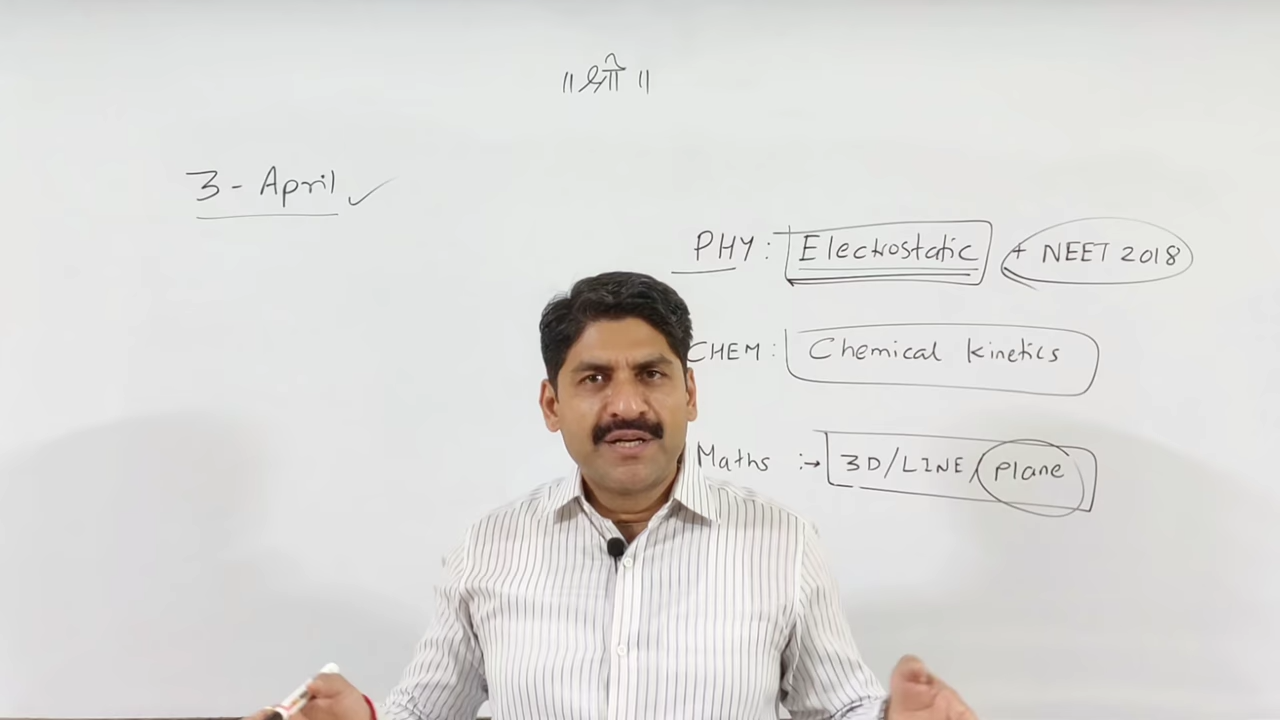 ॥ श्री ॥
3 - April ✓
PHY : Electrostatic + NEET 2018
CHEM : Chemical kinetics
Maths :→ 3D/LINE/Plane